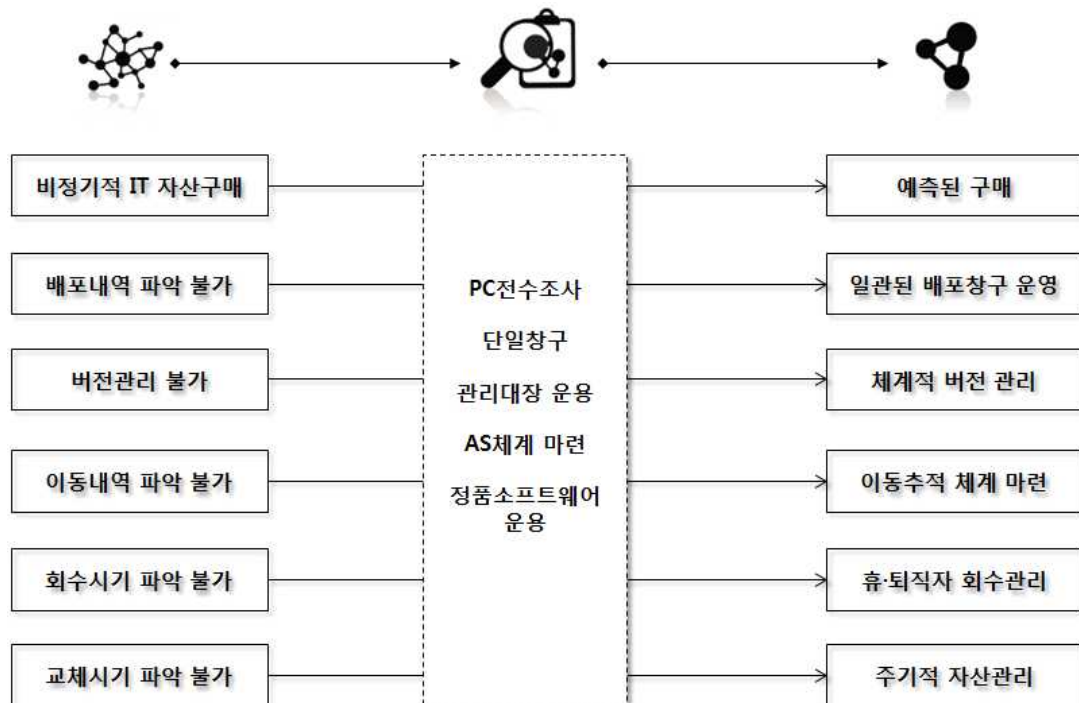 비정기적 IT 자산구매
배포내역 파악 불가
버전관리 불가
이동내역 파악 불가
회수시기 파악 불가
교체시기 파악 불가
PC전수조사
단일창구
관리대장 운용
AS체계 마련
정품소프트웨어
운용
예측된 구매
일관된 배포창구 운영
체계적 버전 관리
이동추적 체계 마련
휴·퇴직자 회수관리
주기적 자산관리